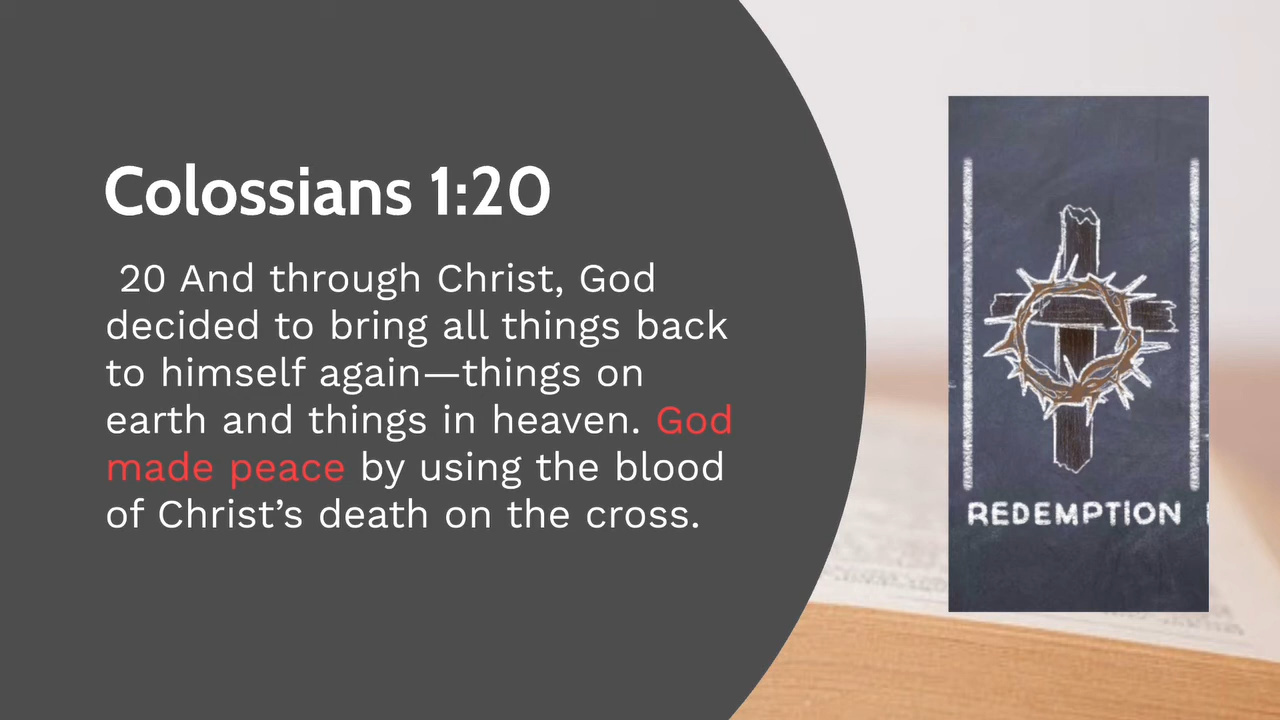 Colossians 1:20
20 And through Christ, God
decided to bring all things back
to himself again—things on
earth and things in heaven. God
made peace by using the blood
of Christ’s death on the cross.
REDEMPTION